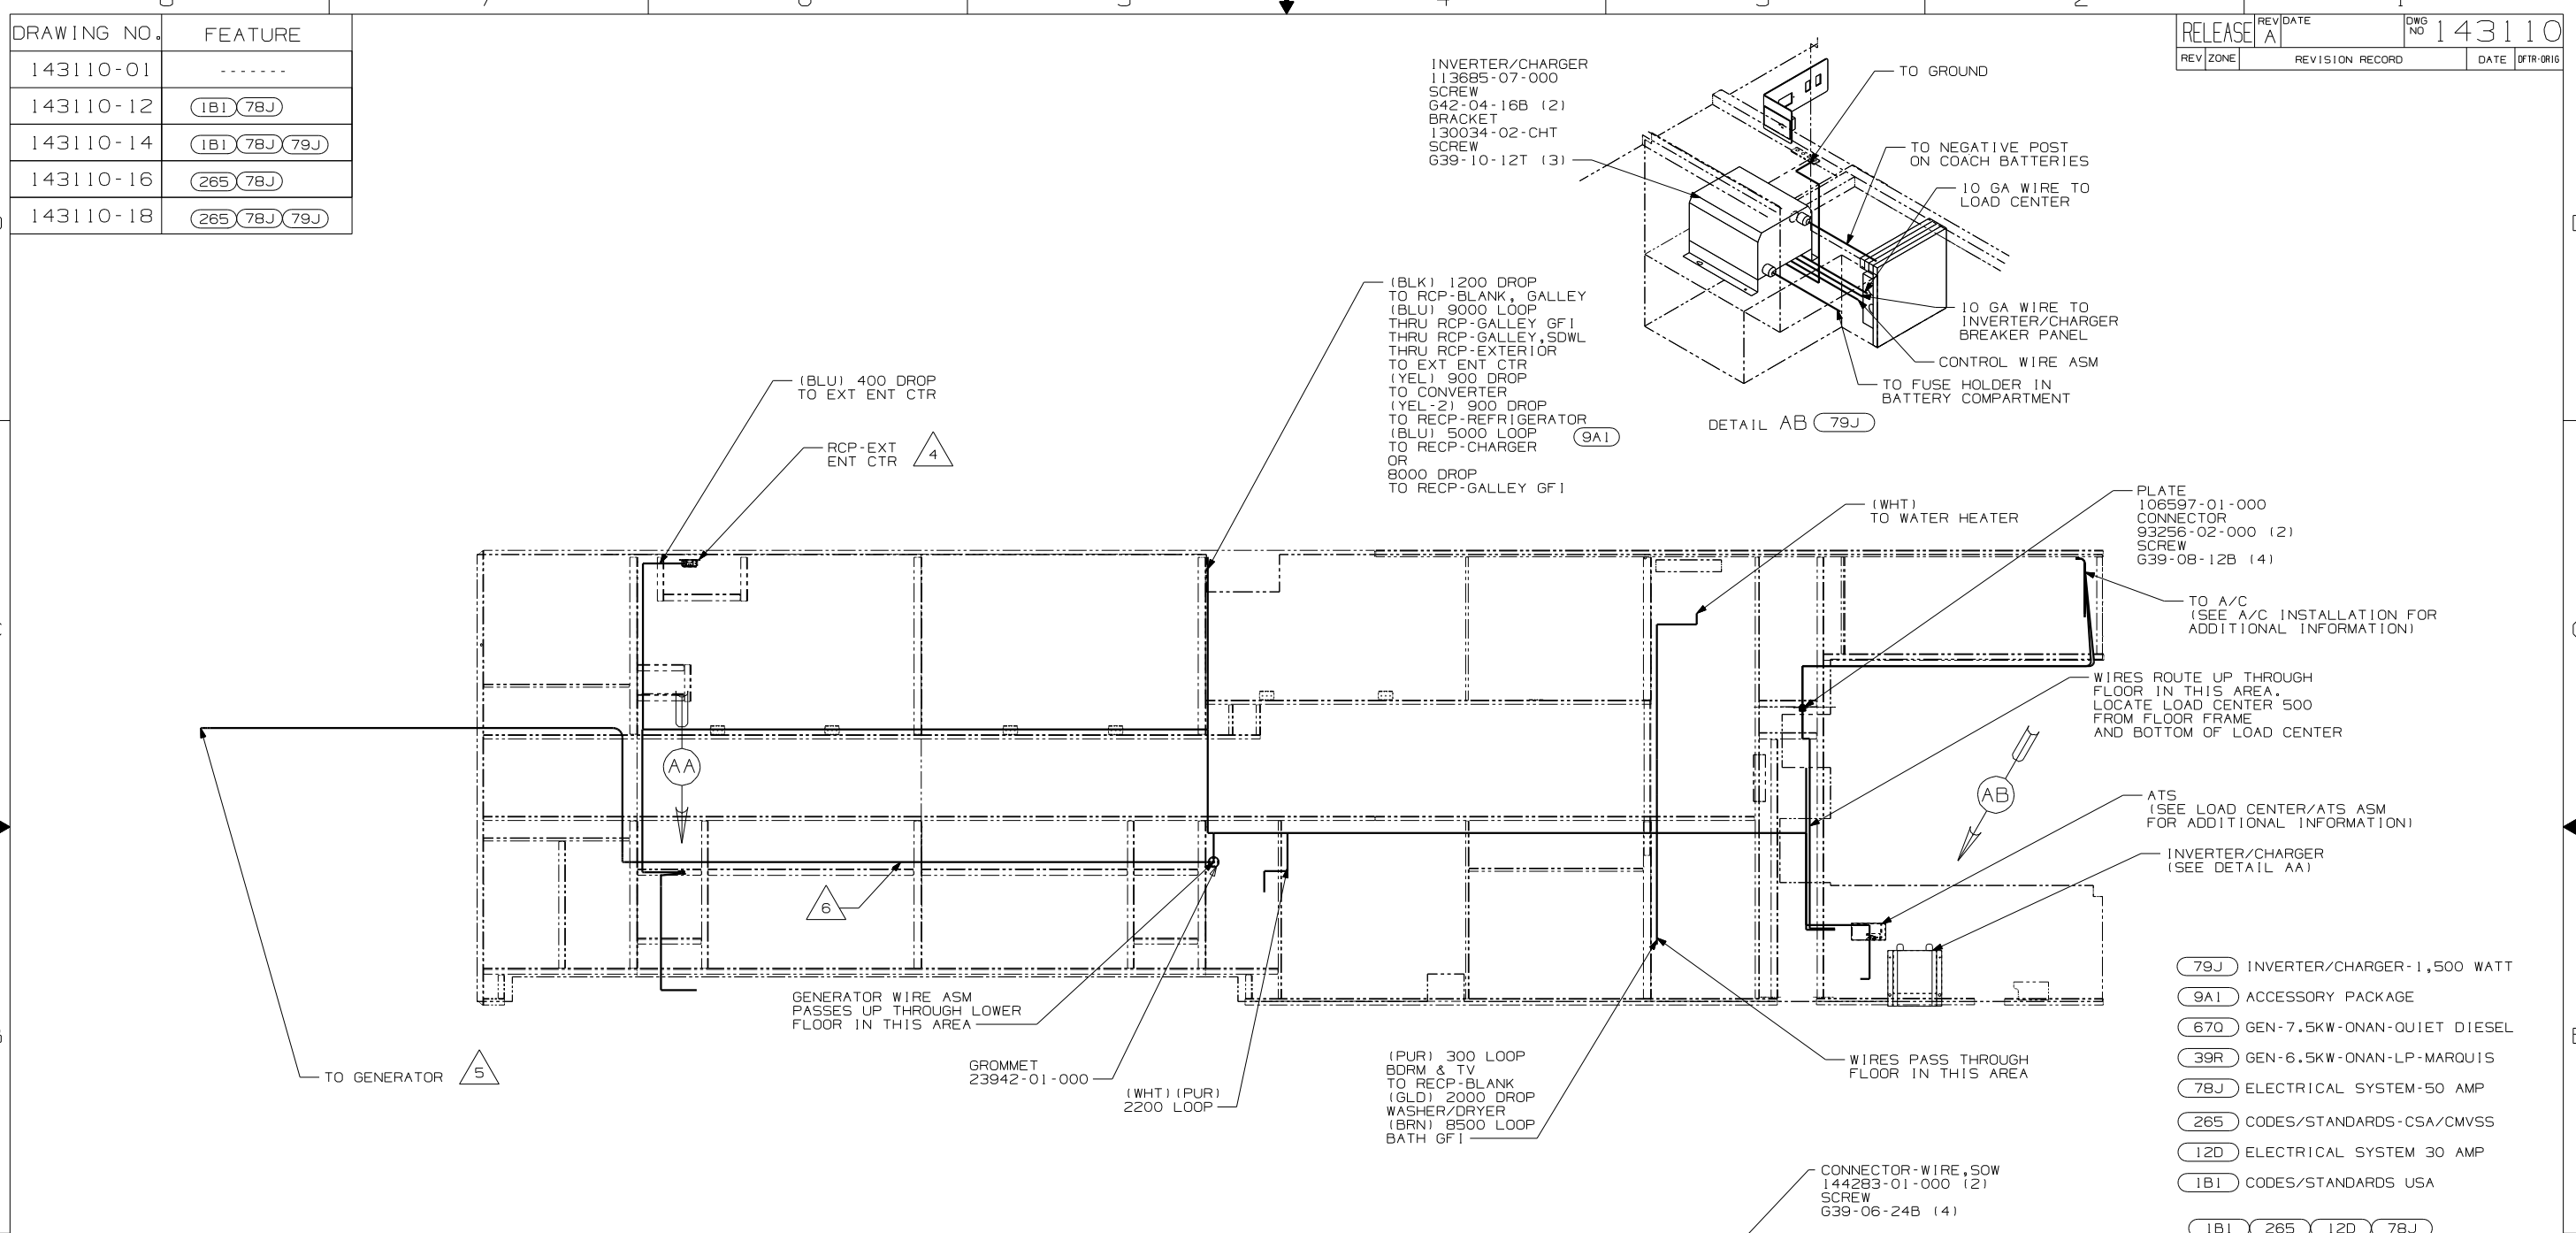 DRAWING NO. FEATURE
143110-01 -------
143110-12 1B1 78J
143110-14 1B1 78J 79J
143110-16 265 78J
143110-18 265 78J 79J
RELEASE REV A DATE DWG NO 143110
REV ZONE REVISION RECORD DATE DFTR-ORIG
INVERTER/CHARGER
113685-07-000
SCREW
G42-04-16B (2)
BRACKET
130034-02-CHT
SCREW
G39-10-12T (3)
TO GROUND
TO NEGATIVE POST
ON COACH BATTERIES
10 GA WIRE TO
LOAD CENTER
10 GA WIRE TO
INVERTER/CHARGER
BREAKER PANEL
CONTROL WIRE ASM
TO FUSE HOLDER IN
BATTERY COMPARTMENT
DETAIL AB 79J
(BLK) 1200 DROP
TO RCP-BLANK, GALLEY
(BLU) 9000 LOOP
THRU RCP-GALLEY GFI
THRU RCP-GALLEY,SDWL
THRU RCP-EXTERIOR
TO EXT ENT CTR
(YEL) 900 DROP
TO CONVERTER
(YEL-2) 900 DROP
TO RECP-REFRIGERATOR
(BLU) 5000 LOOP 9A1
TO RECP-CHARGER
OR
8000 DROP
TO RECP-GALLEY GFI
(BLU) 400 DROP
TO EXT ENT CTR
RCP-EXT
ENT CTR 4
(WHT)
TO WATER HEATER
PLATE
106597-01-000
CONNECTOR
93256-02-000 (2)
SCREW
G39-08-12B (4)
TO A/C
(SEE A/C INSTALLATION FOR
ADDITIONAL INFORMATION)
WIRES ROUTE UP THROUGH
FLOOR IN THIS AREA.
LOCATE LOAD CENTER 500
FROM FLOOR FRAME
AND BOTTOM OF LOAD CENTER
AA
AB
ATS
(SEE LOAD CENTER/ATS ASM
FOR ADDITIONAL INFORMATION)
INVERTER/CHARGER
(SEE DETAIL AA)
6
GENERATOR WIRE ASM
PASSES UP THROUGH LOWER
FLOOR IN THIS AREA
TO GENERATOR 5
GROMMET
23942-01-000
(WHT)(PUR)
2200 LOOP
(PUR) 300 LOOP
BDRM & TV
TO RECP-BLANK
(GLD) 2000 DROP
WASHER/DRYER
(BRN) 8500 LOOP
BATH GFI
WIRES PASS THROUGH
FLOOR IN THIS AREA
CONNECTOR-WIRE,SOW
144283-01-000 (2)
SCREW
G39-06-24B (4)
79J INVERTER/CHARGER-1,500 WATT
9A1 ACCESSORY PACKAGE
67Q GEN-7.5KW-ONAN-QUIET DIESEL
39R GEN-6.5KW-ONAN-LP-MARQUIS
78J ELECTRICAL SYSTEM-50 AMP
265 CODES/STANDARDS-CSA/CMVSS
12D ELECTRICAL SYSTEM 30 AMP
1B1 CODES/STANDARDS USA
1B1 265 12D 78J